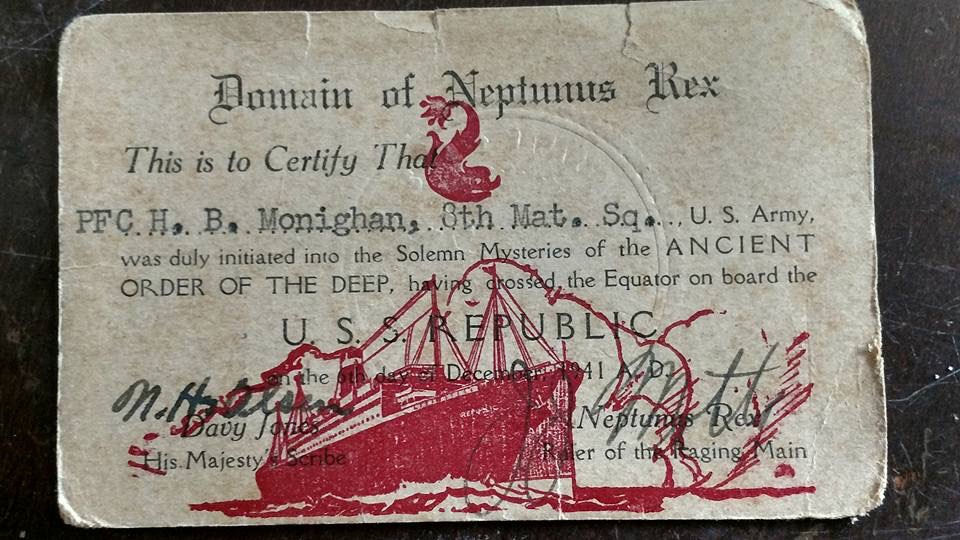 Domain of Neptunus Rex
This is to Certify That
PFC H. B. Monighan, 8th Mat. Sq..., U. S. Army,
was duly initiated into the Solemn Mysteries of the ANCIENT
ORDER OF THE DEEP, having crossed the Equator on board the
U. S. S. REPUBLIC
on the 6th day of December, 1941 A. D.
REPUBLIC
Davy Jones
His Majesty's Scribe
Neptunus Rex
Ruler of the Raging Main